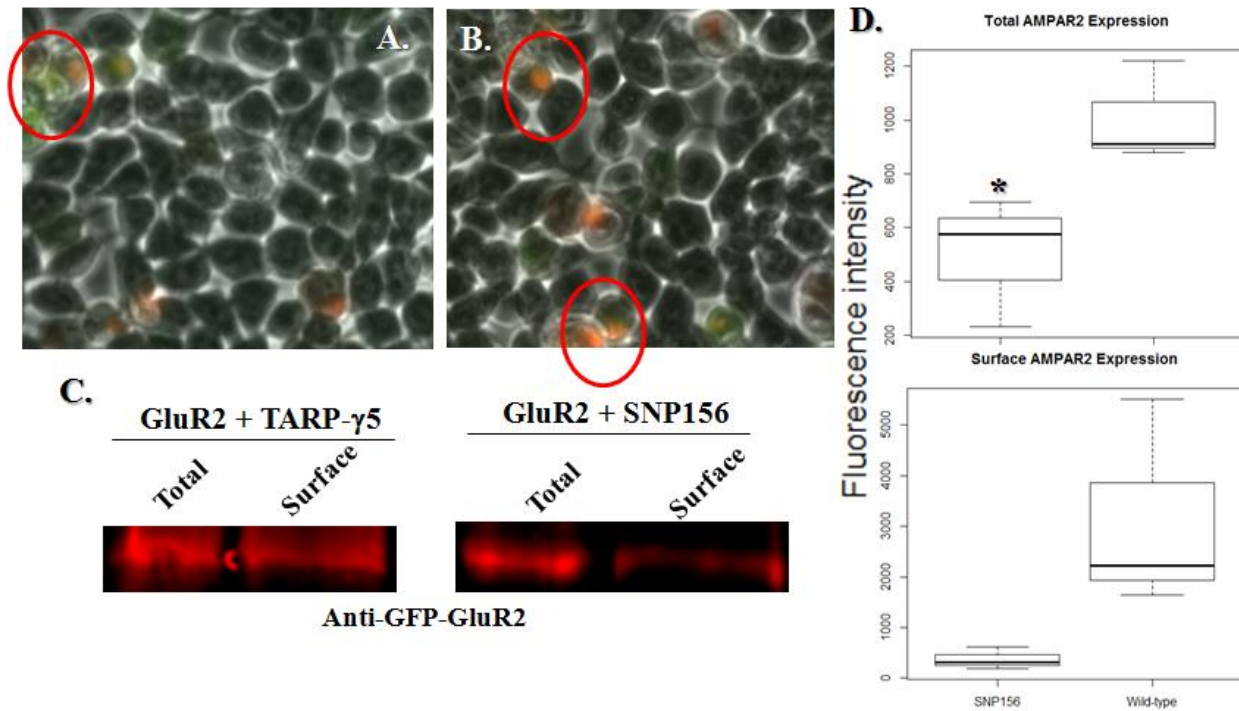 A.
B.
C.
GluR2 + TARP-γ5
Total
Surface
GluR2 + SNP156
Total
Surface
Anti-GFP-GluR2
D.
Total AMPAR2 Expression
1200
1000
800
600
400
200
*
Fluorescence intensity
Surface AMPAR2 Expression
5000
4000
3000
2000
1000
0
SNP156
Wild-type